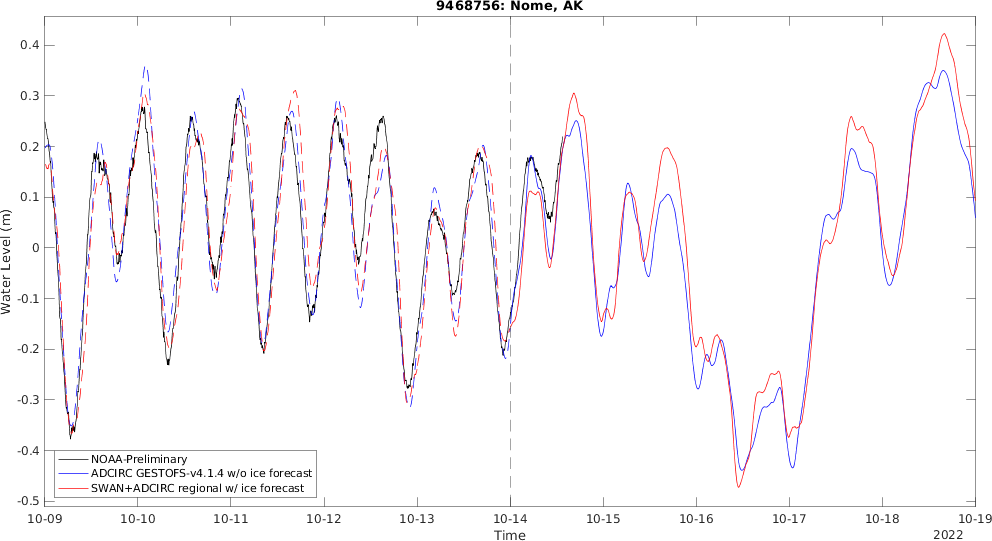 9468756: Nome, AK
Water Level (m)
0.4
0.3
0.2
0.1
0
-0.1
-0.2
-0.3
-0.4
-0.5
NOAA-Preliminary
ADCIRC GESTOFS-v4.1.4 w/o ice forecast
SWAN+ADCIRC regional w/ ice forecast
10-09 10-10 10-11 10-12 10-13 10-14 10-15 10-16 10-17 10-18 10-19
Time
2022